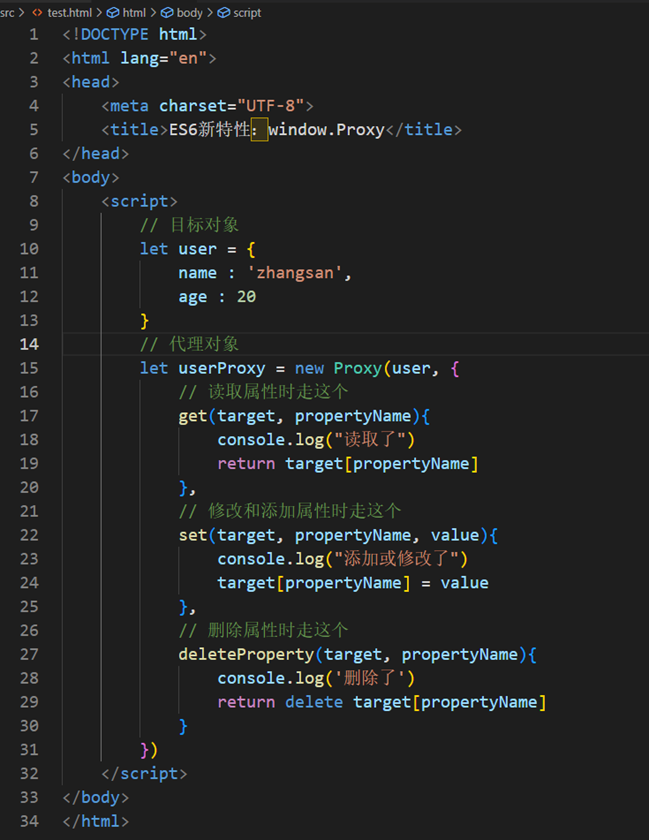 src > test.html > html > body > script
1 <!DOCTYPE html>
2 <html lang="en">
3 <head>
4     <meta charset="UTF-8">
5     <title>ES6新特性：window.Proxy</title>
6 </head>
7 <body>
8     <script>
9         // 目标对象
10         let user = {
11             name : 'zhangsan',
12             age : 20
13         }
14         // 代理对象
15         let userProxy = new Proxy(user, {
16             // 读取属性时走这个
17             get(target, propertyName){
18                 console.log("读取了")
19                 return target[propertyName]
20             },
21             // 修改和添加属性时走这个
22             set(target, propertyName, value){
23                 console.log("添加或修改了")
24                 target[propertyName] = value
25             },
26             // 删除属性时走这个
27             deleteProperty(target, propertyName){
28                 console.log('删除了')
29                 return delete target[propertyName]
30             }
31         })
32     </script>
33 </body>
34 </html>